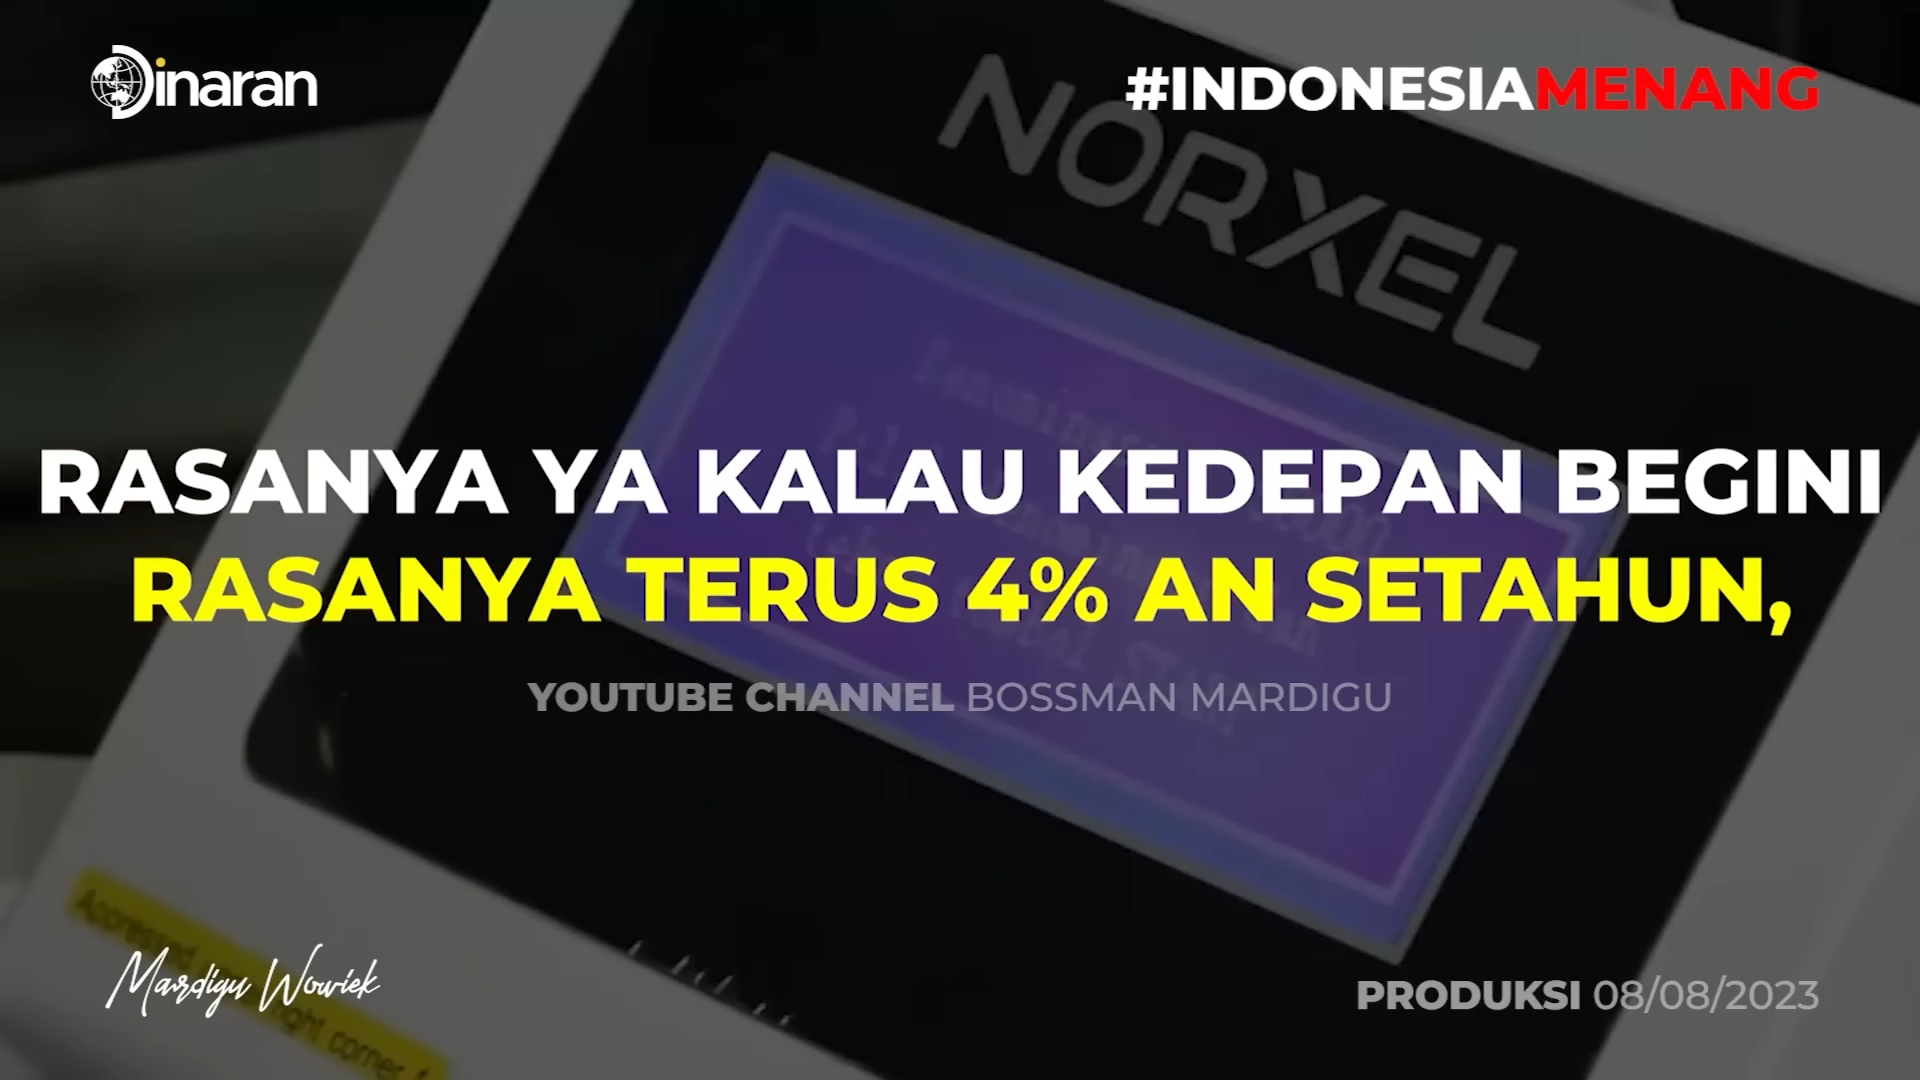 Dinaran
#INDONESIAMENANG
NORXEL
RASANYA YA KALAU KEDEPAN BEGINI
RASANYA TERUS 4% AN SETAHUN,
YOUTUBE CHANNEL BOSSMAN MARDIGU
Mardigu Wowiek
PRODUKSI 08/08/2023